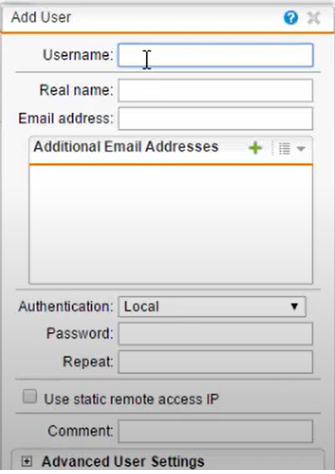 Add User
Username:
Real name:
Email address:
Additional Email Addresses
Authentication: Local
Password:
Repeat:
Use static remote access IP
Comment:
Advanced User Settings